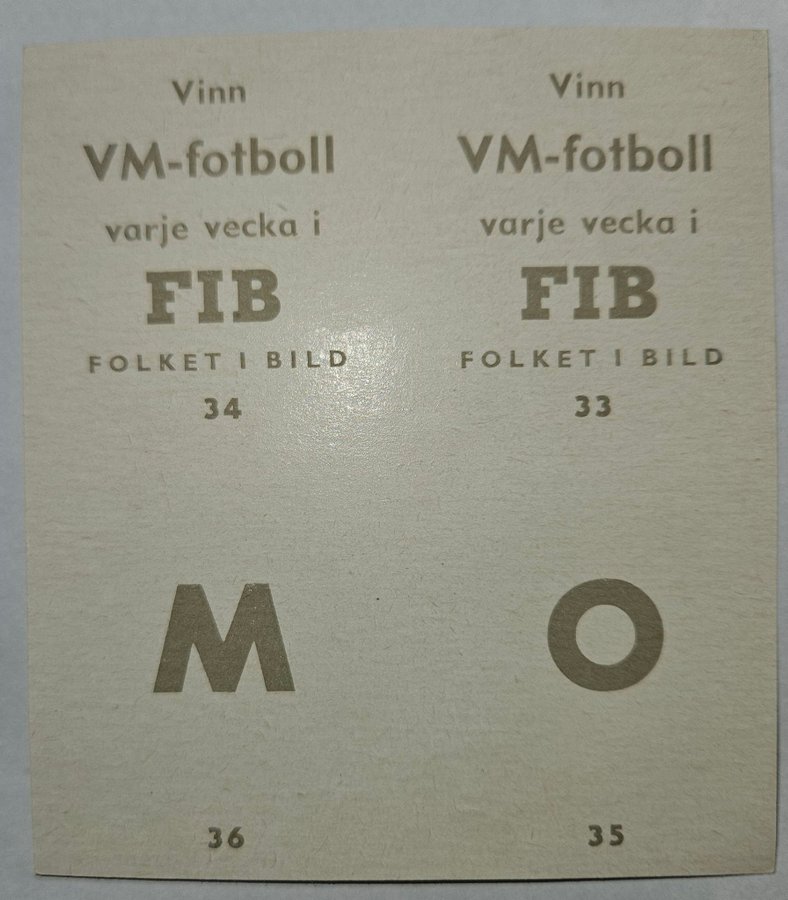 Vinn
VM-fotboll
varje vecka i
FIB
FOLKET I BILD
34
Vinn
VM-fotboll
varje vecka i
FIB
FOLKET I BILD
33
M
36
O
35